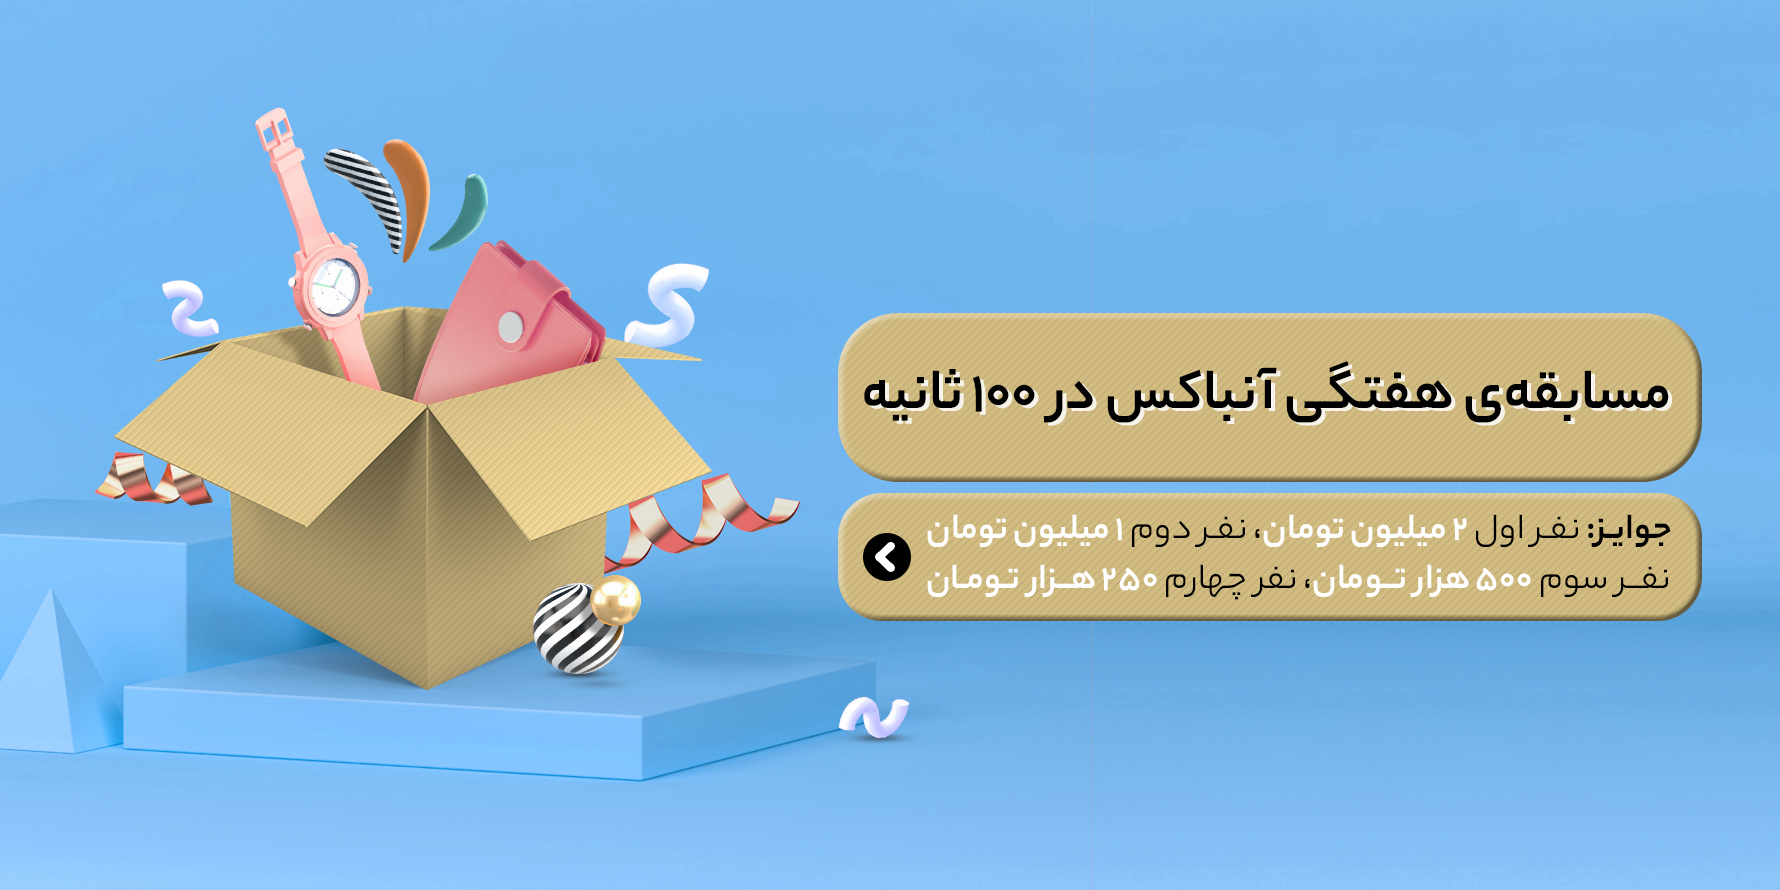 مسابقه‌ی هفتگی آنباکس در ۱۰۰ ثانیه
جوایز: نفر اول ۲ میلیون تومان، نفر دوم ۱ میلیون تومان
نفر سوم ۵۰۰ هزار تومان، نفر چهارم ۲۵۰ هزار تومان